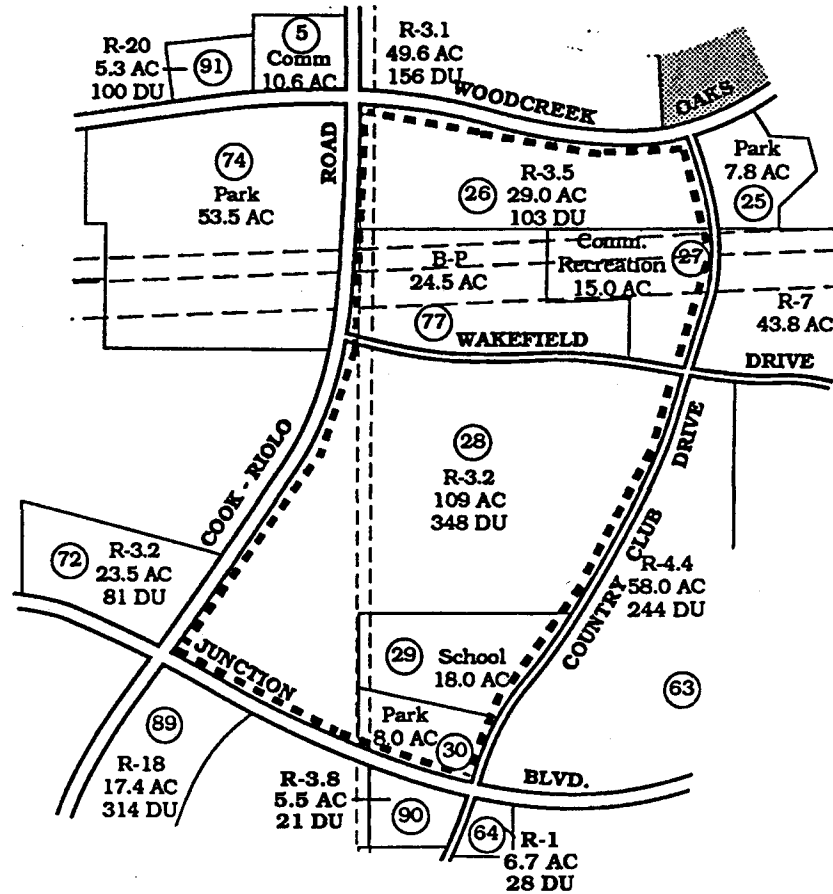 R-20
5.3 AC
100 DU
91
5
Comm
10.6 AC
R-3.1
49.6 AC
156 DU
WOODCREEK
OAKS
74
Park
53.5 AC
ROAD
26
R-3.5
29.0 AC
103 DU
Park
7.8 AC
25
B-P
24.5 AC
Comm.
Recreation
15.0 AC
27
77
R-7
43.8 AC
WAKEFIELD
DRIVE
28
R-3.2
109 AC
348 DU
COOK - RIOLO
COUNTRY CLUB DRIVE
72
R-3.2
23.5 AC
81 DU
R-4.4
58.0 AC
244 DU
JUNCTION
29
School
18.0 AC
63
Park
8.0 AC
30
89
R-18
17.4 AC
314 DU
R-3.8
5.5 AC
21 DU
90
BLVD.
64
R-1
6.7 AC
28 DU